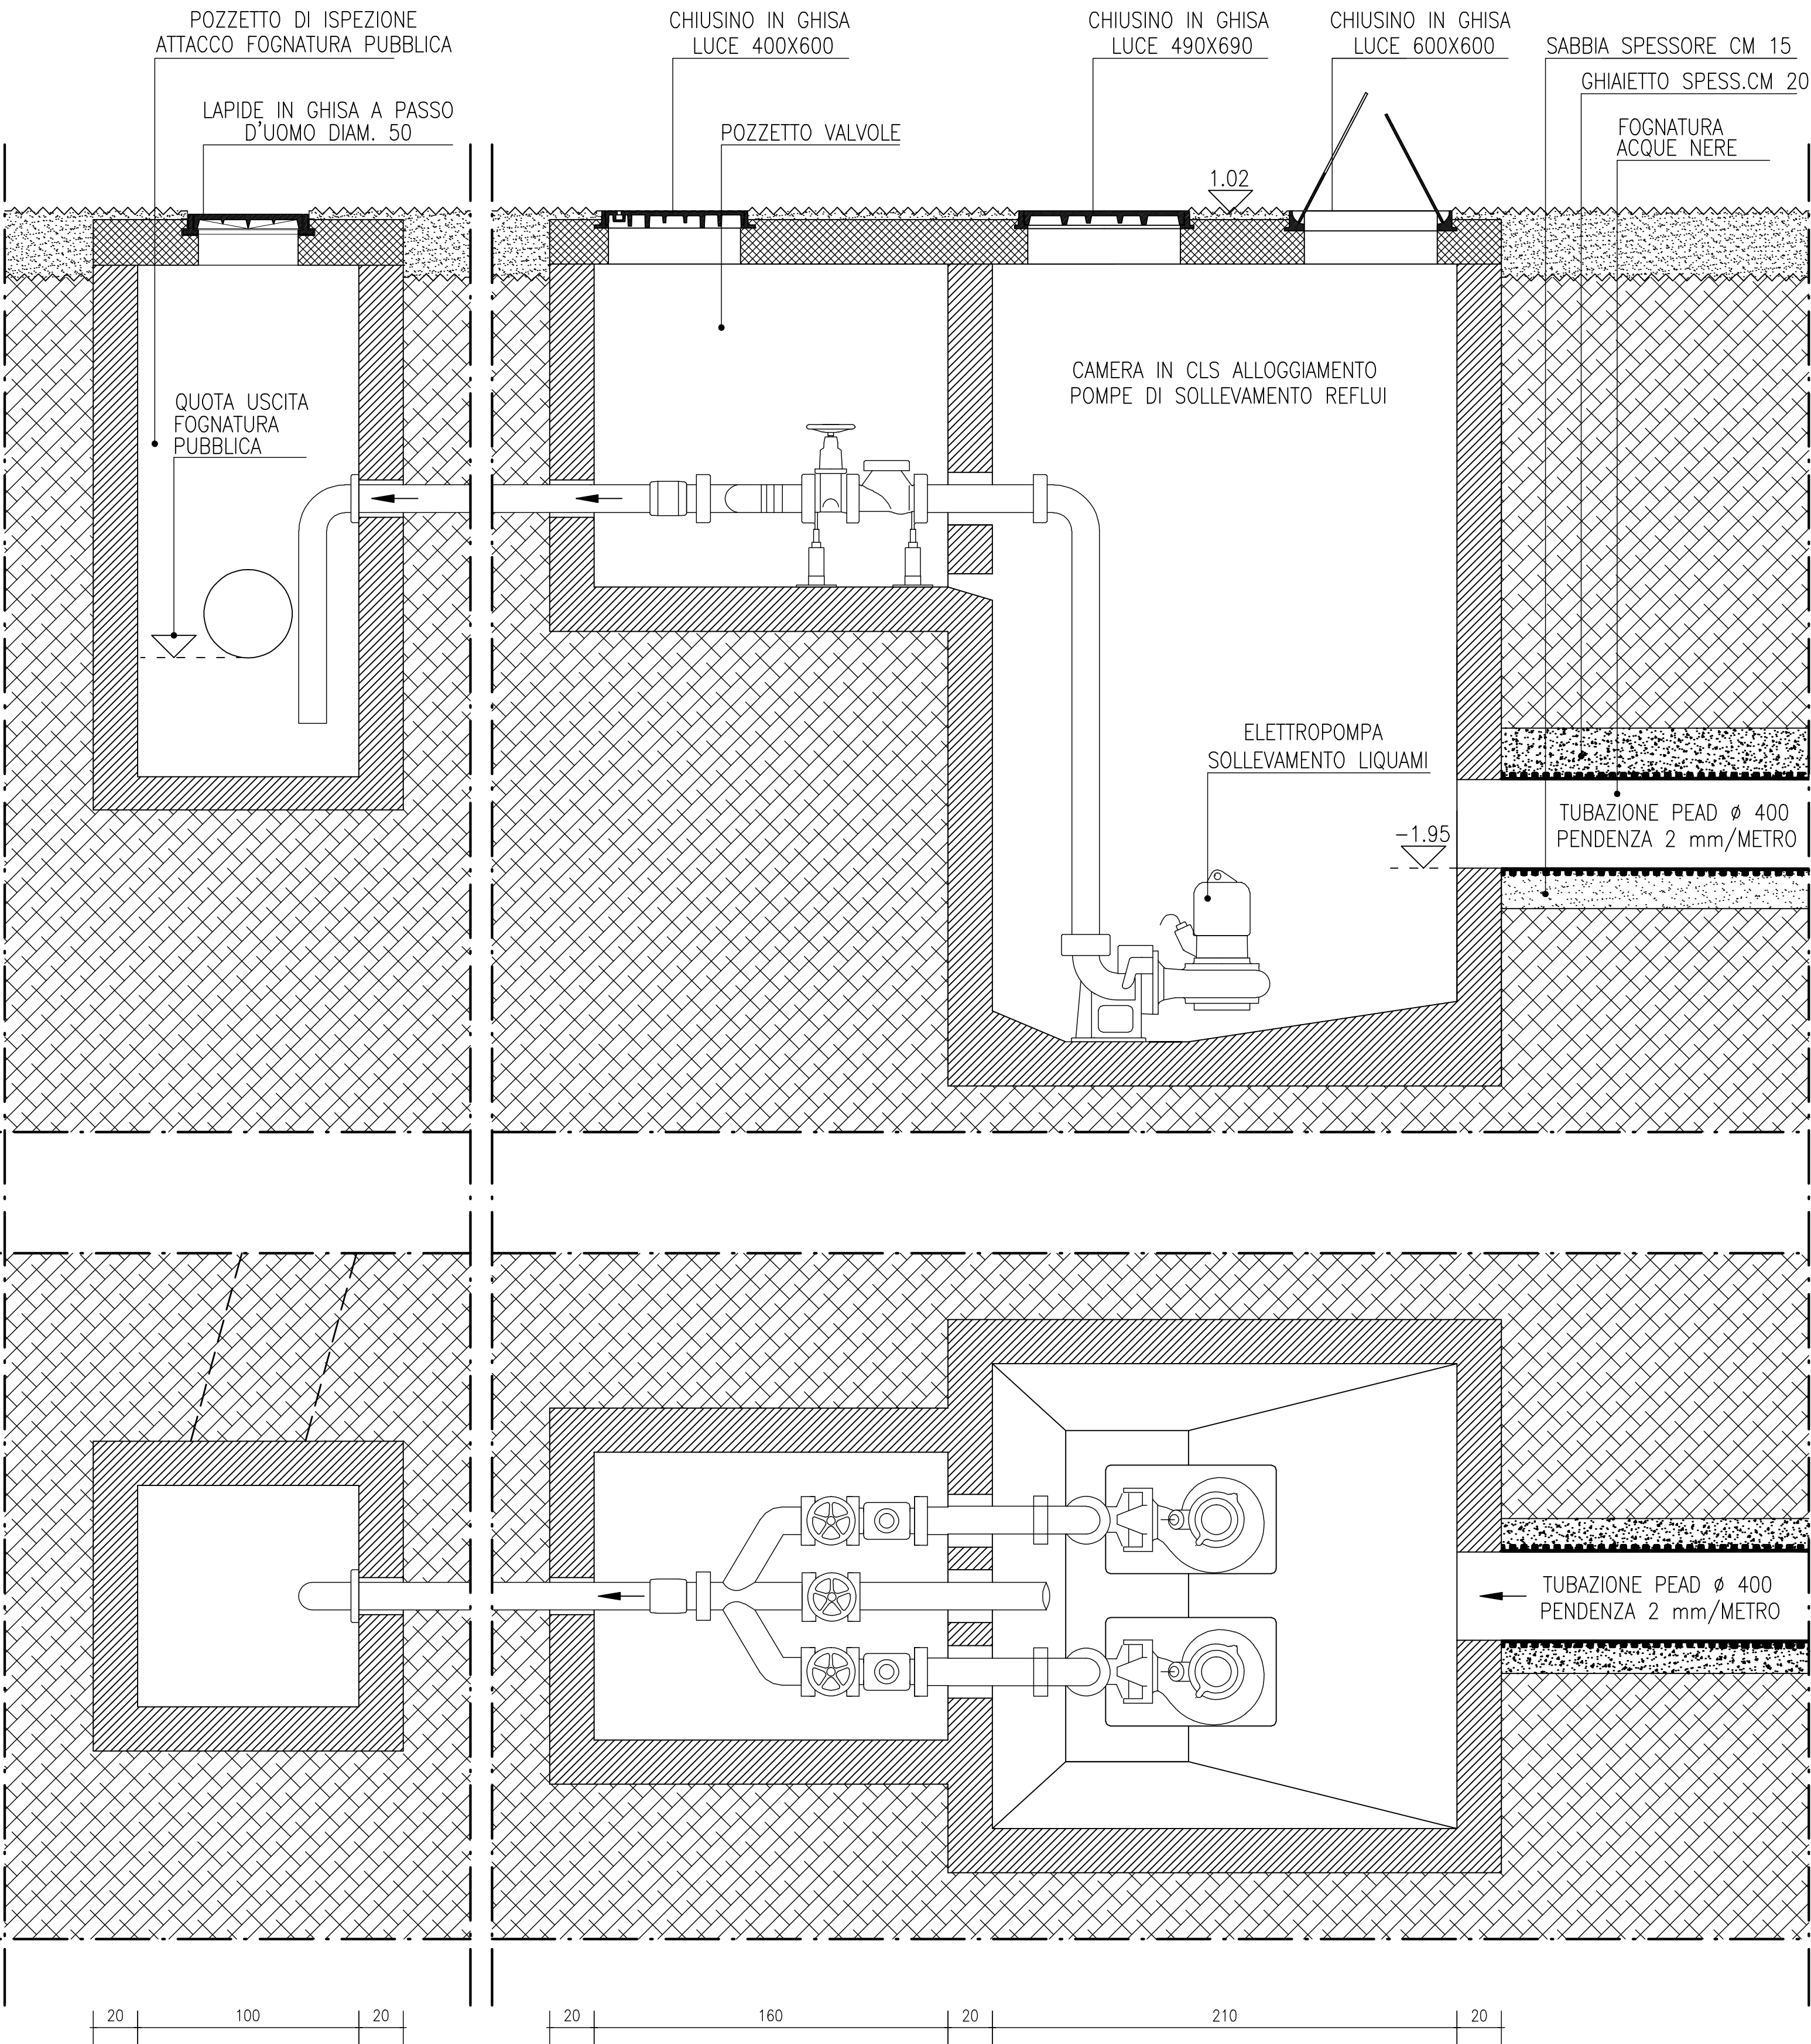 POZZETTO DI ISPEZIONE
ATTACCO FOGNATURA PUBBLICA
LAPIDE IN GHISA A PASSO
D'UOMO DIAM. 50
CHIUSINO IN GHISA
LUCE 400X600
POZZETTO VALVOLE
CHIUSINO IN GHISA
LUCE 490X690
CHIUSINO IN GHISA
LUCE 600X600
SABBIA SPESSORE CM 15
GHIAIETTO SPESS.CM 20
FOGNATURA
ACQUE NERE
1.02
CAMERA IN CLS ALLOGGIAMENTO
POMPE DI SOLLEVAMENTO REFLUI
QUOTA USCITA
FOGNATURA
PUBBLICA
ELETTROPOMPA
SOLLEVAMENTO LIQUAMI
TUBAZIONE PEAD ø 400
PENDENZA 2 mm/METRO
-1.95
TUBAZIONE PEAD ø 400
PENDENZA 2 mm/METRO
20 100 20 20 160 20 210 20